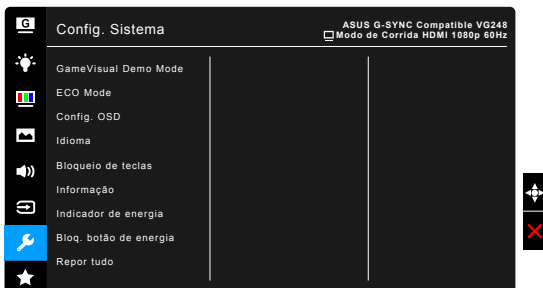 G
Config. Sistema
ASUS G-SYNC Compatible VG248
Modo de Corrida HDMI 1080p 60Hz
GameVisual Demo Mode
ECO Mode
Config. OSD
Idioma
Bloqueio de teclas
Informação
Indicador de energia
Bloq. botão de energia
Repor tudo